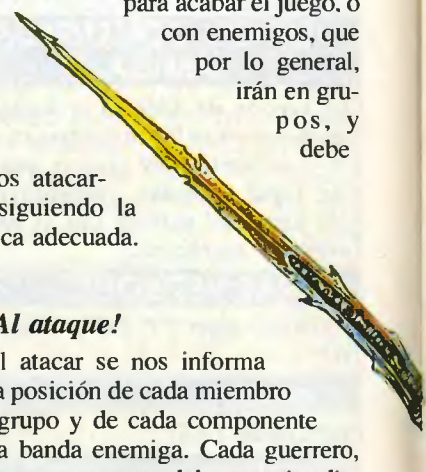 para acabar el juego, o
con enemigos, que
por lo general,
irán en gru-
pos, y
debe
os atacar-
siguiendo la
ca adecuada.
Al ataque!
l atacar se nos informa
a posición de cada miembro
grupo y de cada componente
a banda enemiga. Cada guerrero,